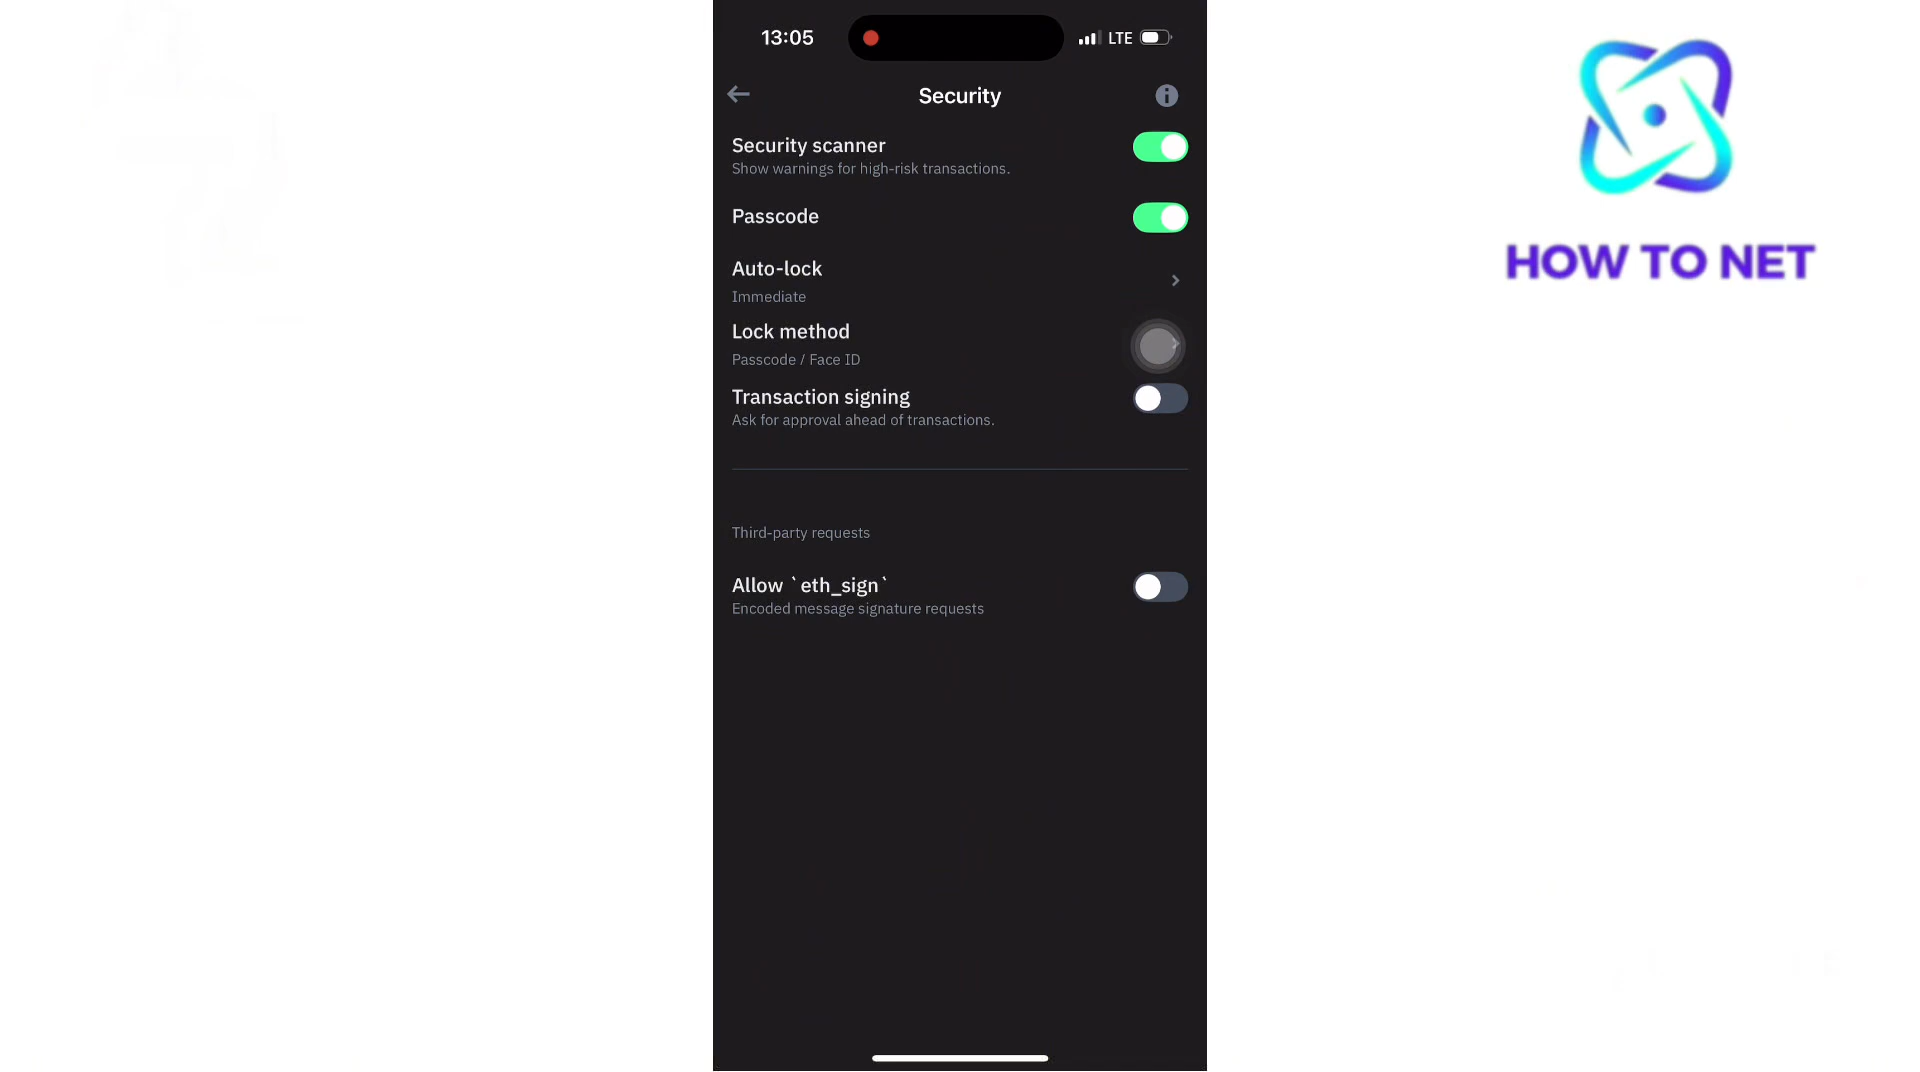 13:05
LTE
Security
Security scanner
Show warnings for high-risk transactions.
Passcode
Auto-lock
Immediate
Lock method
Passcode / Face ID
Transaction signing
Ask for approval ahead of transactions.
Third-party requests
Allow `eth_sign`
Encoded message signature requests
HOW TO NET